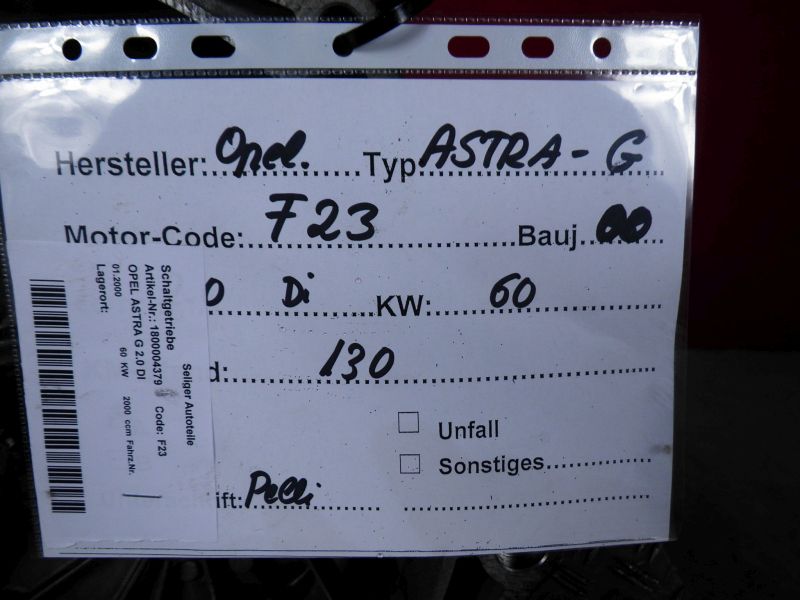 Hersteller: Opel. Typ ASTRA - G
Motor-Code: F23 Bauj. 00
0 Di KW: 60
d: 130
Unfall
Sonstiges
ift:
Seliger Autoteile
Schaltgetriebe
Artikel-Nr.: 1800004379 Code: F23
OPEL ASTRA G 2.0 DI
01.2000 60 KW 2000 ccm Fahrz.Nr.
Lagerort: